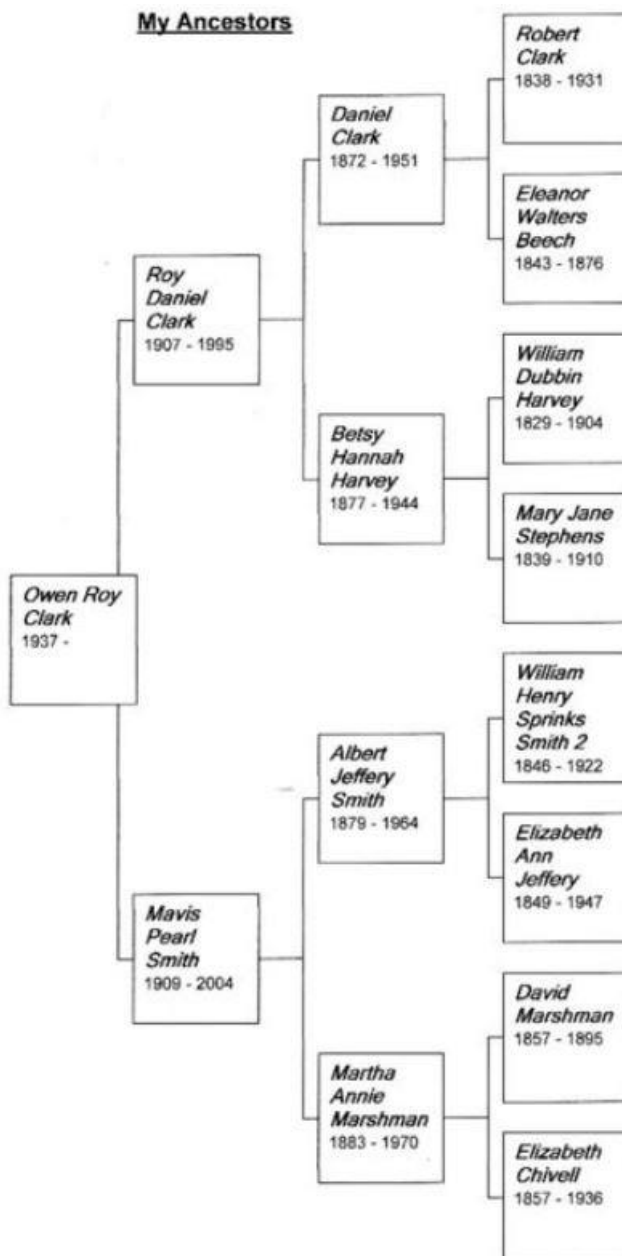 My Ancestors
Robert
Clark
1838 - 1931
Daniel
Clark
1872 - 1951
Eleanor
Walters
Beech
1843 - 1876
Roy
Daniel
Clark
1907 - 1995
William
Dubbin
Harvey
1829 - 1904
Betsy
Hannah
Harvey
1877 - 1944
Mary Jane
Stephens
1839 - 1910
Owen Roy
Clark
1937 -
William
Henry
Sprinks
Smith 2
1846 - 1922
Albert
Jeffery
Smith
1879 - 1964
Elizabeth
Ann
Jeffery
1849 - 1947
Mavis
Pearl
Smith
1909 - 2004
David
Marshman
1857 - 1895
Martha
Annie
Marshman
1883 - 1970
Elizabeth
Chivell
1857 - 1936